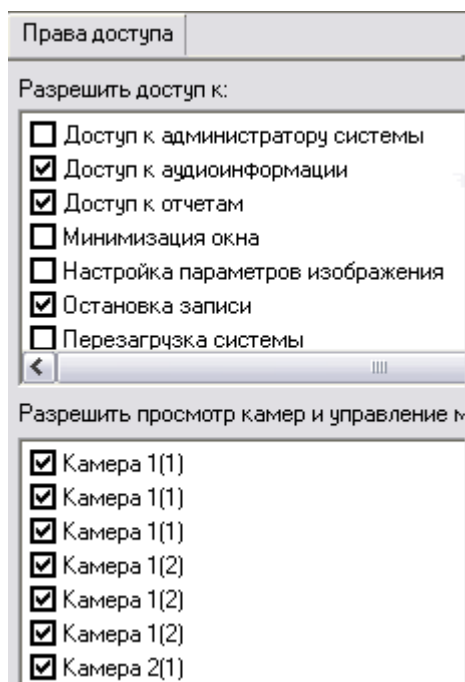 Права доступа
Разрешить доступ к:
Доступ к администратору системы
Доступ к аудиоинформации
Доступ к отчетам
Минимизация окна
Настройка параметров изображения
Остановка записи
Перезагрузка системы
Разрешить просмотр камер и управление
Камера 1(1)
Камера 1(1)
Камера 1(1)
Камера 1(2)
Камера 1(2)
Камера 1(2)
Камера 2(1)